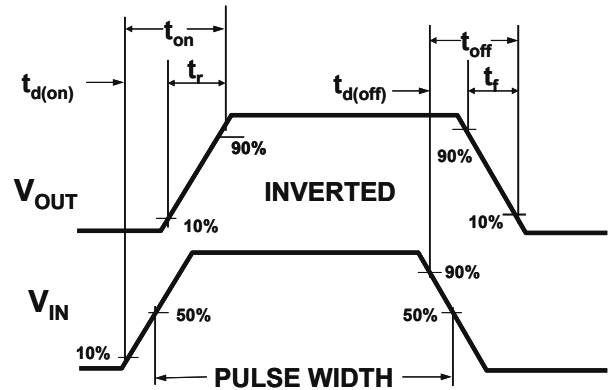 t_on
t_off
t_d(on)
t_r
t_d(off)
t_f
90%
90%
V_OUT
INVERTED
10%
10%
90%
V_IN
50%
50%
10%
PULSE WIDTH